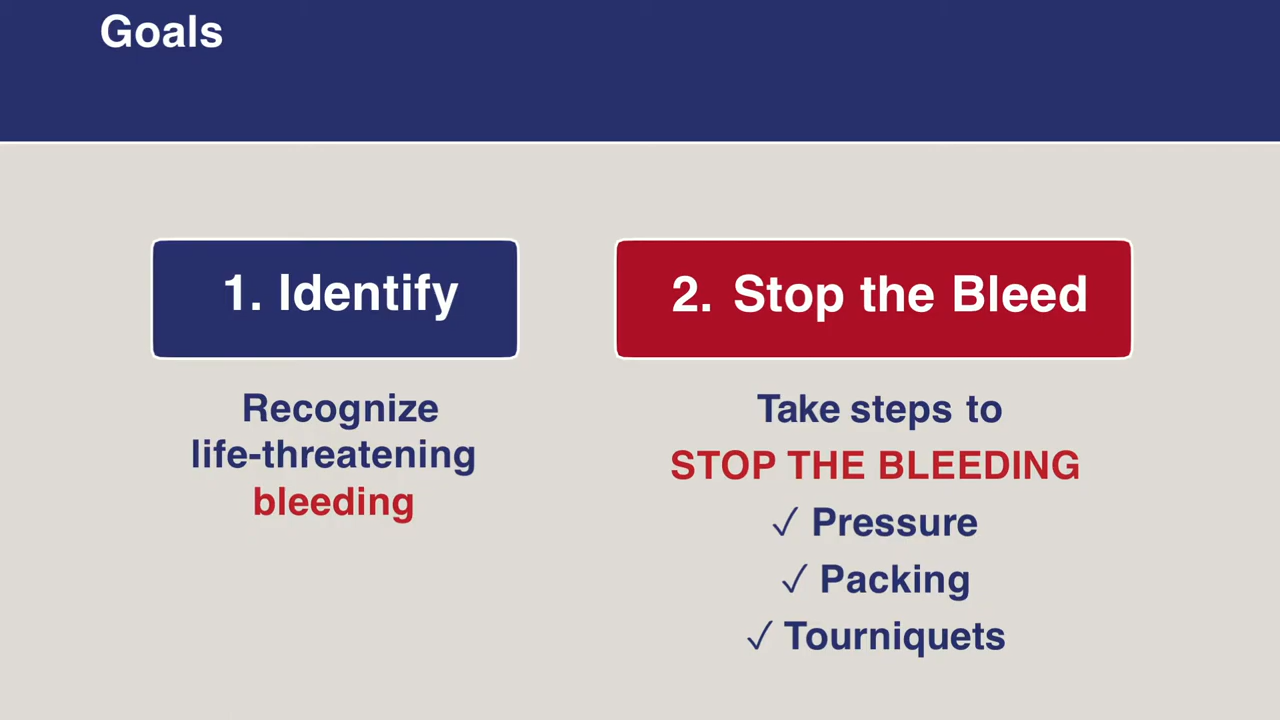 Goals
1. Identify
Recognize
life-threatening
bleeding
2. Stop the Bleed
Take steps to
STOP THE BLEEDING
✓ Pressure
✓ Packing
✓ Tourniquets